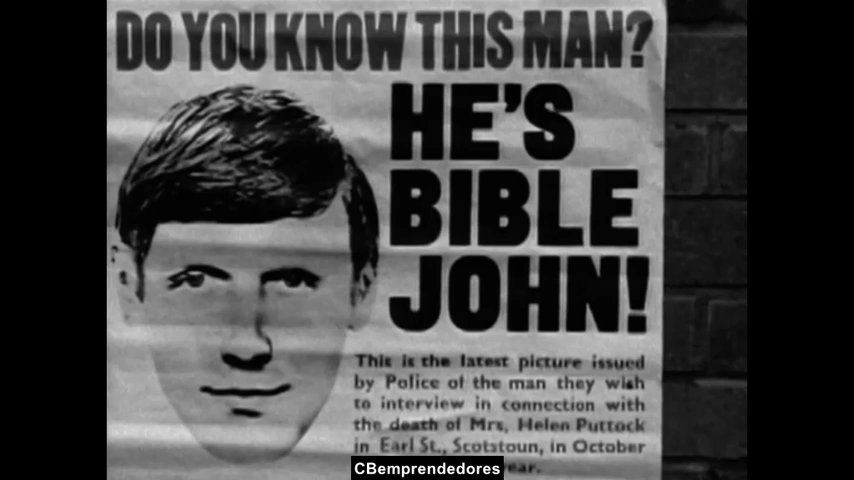 DO YOU KNOW THIS MAN?
HE'S
BIBLE
JOHN!
This is the latest picture issued
by Police of the man they wish
to interview in connection with
the death of Mrs, Helen Puttock
in Earl St., Scotstoun, in October
year.
CBemprendedores